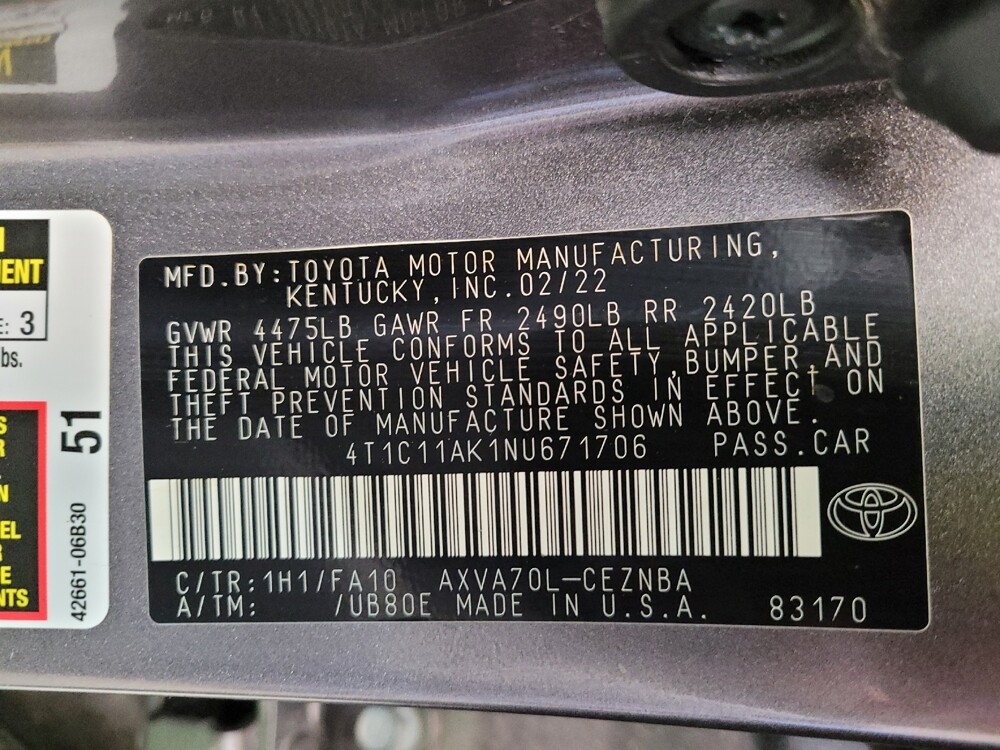 MFD.BY:TOYOTA MOTOR MANUFACTURING,
KENTUCKY,INC.02/22
GVWR 4475LB GAWR FR 2490LB RR 2420LB
THIS VEHICLE CONFORMS TO ALL APPLICABLE
FEDERAL MOTOR VEHICLE SAFETY,BUMPER,AND
THEFT PREVENTION STANDARDS IN EFFECT ON
THE DATE OF MANUFACTURE SHOWN ABOVE.
4T1C11AK1NU671706 PASS.CAR
C/TR:1H1/FA10 AXVA70L-CEZNBA
A/TM: /UB80E MADE IN U.S.A. 83170
: 3
51
42661-06B30